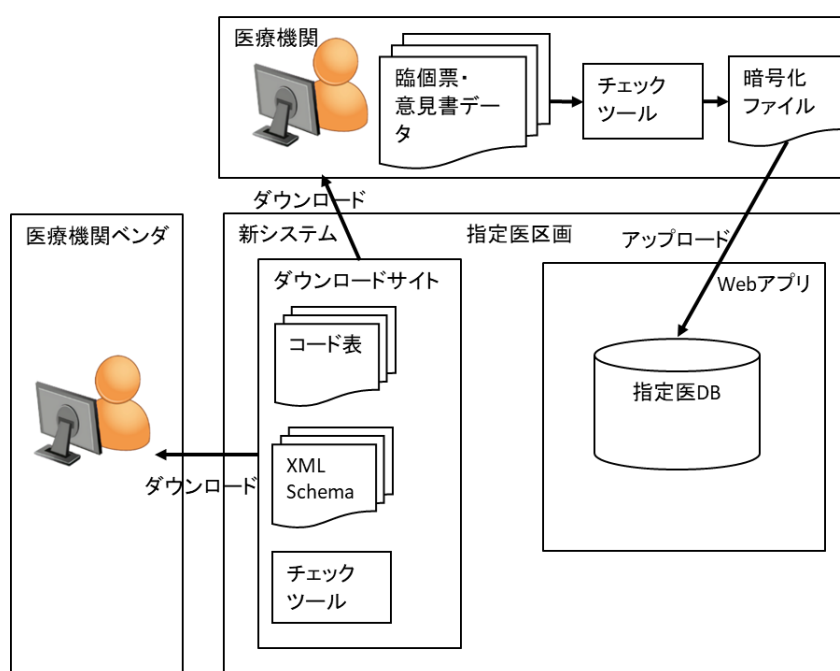 医療機関
臨個票・
意見書デー
タ
チェック
ツール
暗号化
ファイル
ダウンロード
医療機関ベンダ
新システム
指定医区画
アップロード
ダウンロードサイト
Webアプリ
コード表
指定医DB
XML
Schema
ダウンロード
チェック
ツール